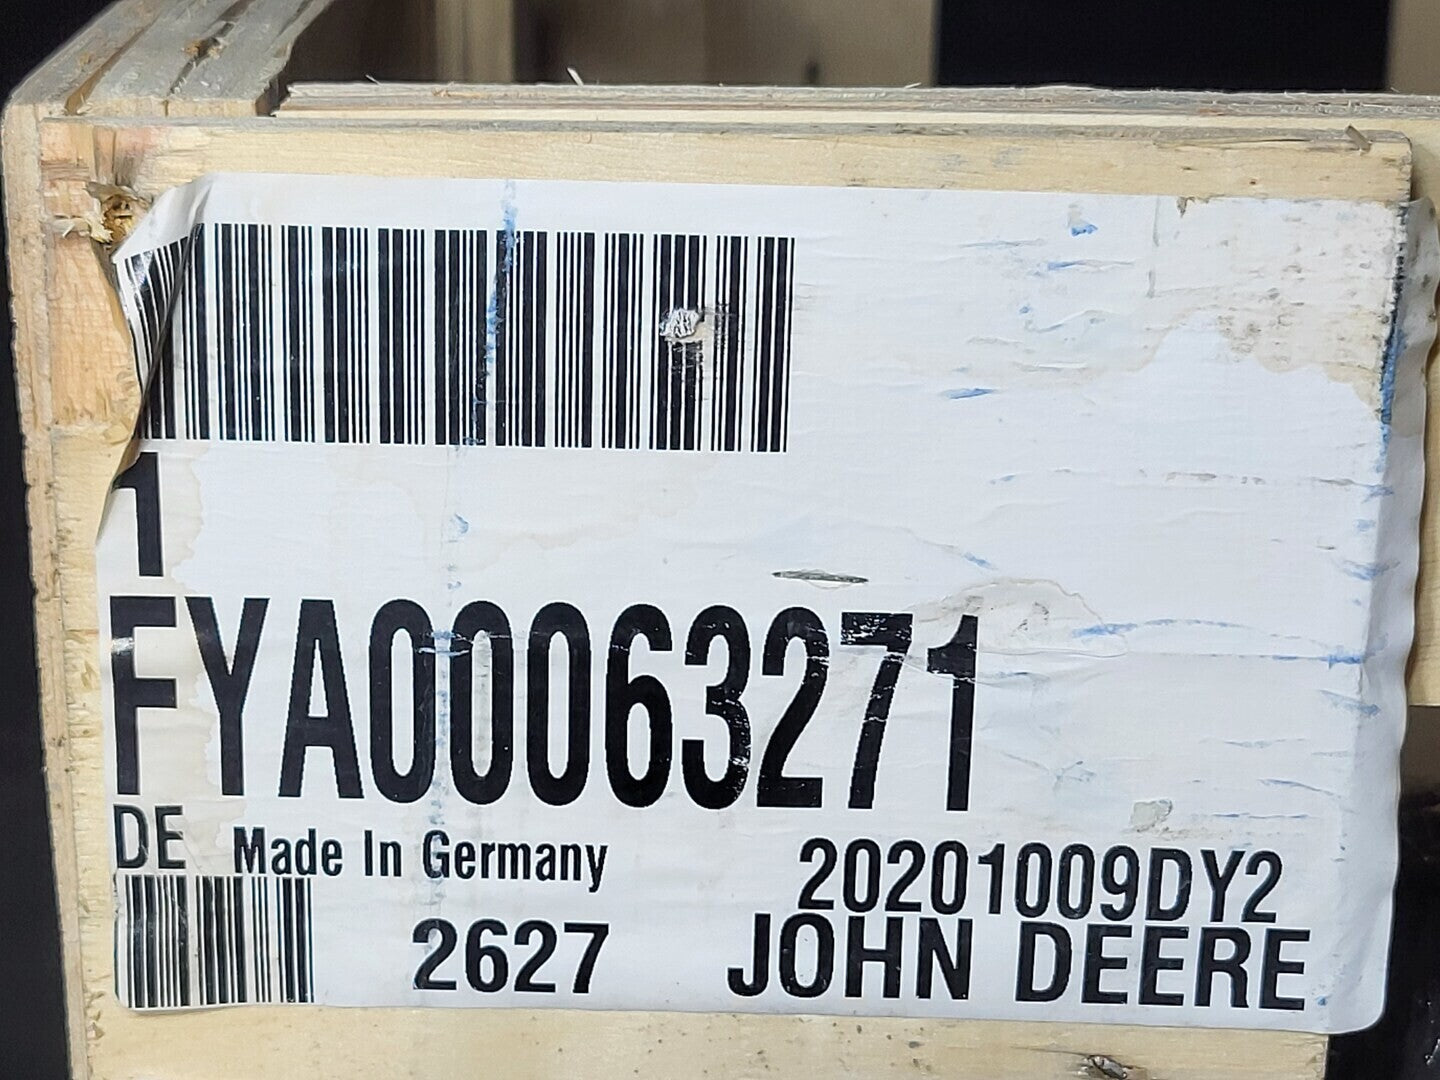 1
FYA00063271
DE Made In Germany
20201009DY2
2627 JOHN DEERE